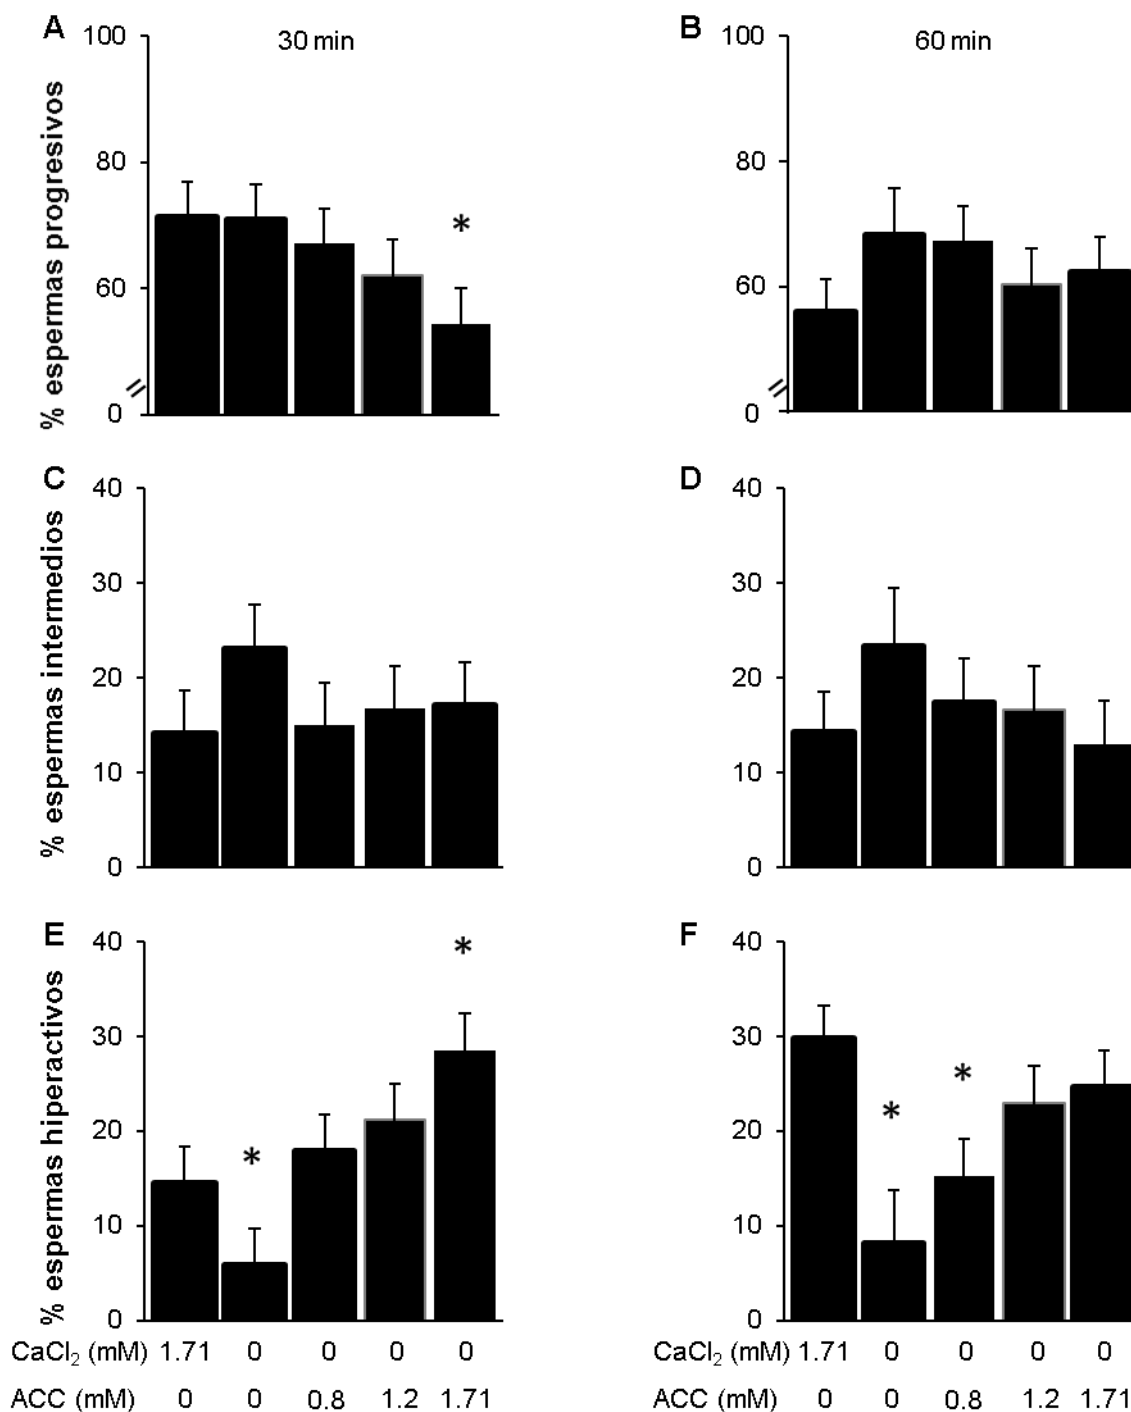 A
30 min
100
80
60
0
% espermas progresivos
*
B
60 min
100
80
60
0
C
40
30
20
10
0
% espermas intermedios
D
40
30
20
10
0
E
40
30
20
10
0
% espermas hiperactivos
*
*
F
40
30
20
10
0
*
*
CaCl₂ (mM) 1.71 0 0 0 0
ACC (mM) 0 0 0.8 1.2 1.71
CaCl₂ (mM) 1.71 0 0 0 0
ACC (mM) 0 0 0.8 1.2 1.71